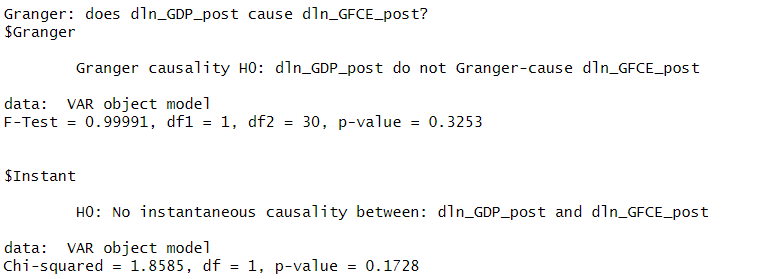 Granger: does dln_GDP_post cause dln_GFCE_post?
$Granger
Granger causality H0: dln_GDP_post do not Granger-cause dln_GFCE_post
data:  VAR object model
F-Test = 0.99991, df1 = 1, df2 = 30, p-value = 0.3253
$Instant
H0: No instantaneous causality between: dln_GDP_post and dln_GFCE_post
data:  VAR object model
Chi-squared = 1.8585, df = 1, p-value = 0.1728